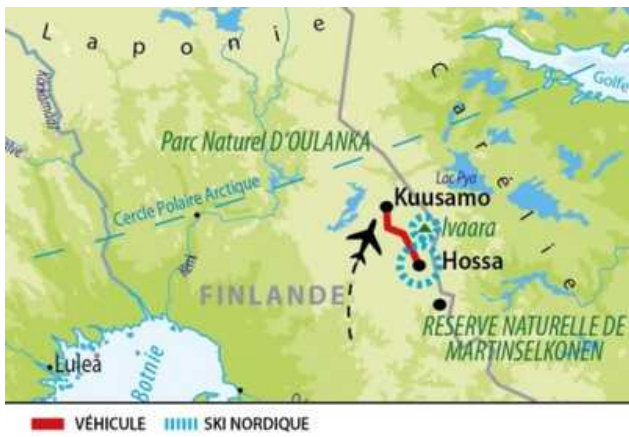 Laponie
Golfe
Carélie
Parc Naturel D'OULANKA
Lac Pya
Cercle Polaire Arctique
Kuusamo
Ivaara
Hossa
FINLANDE
RESERVE NATURELLE DE
MARTINSELKONEN
Luleå
Botnie
VÉHICULE
SKI NORDIQUE